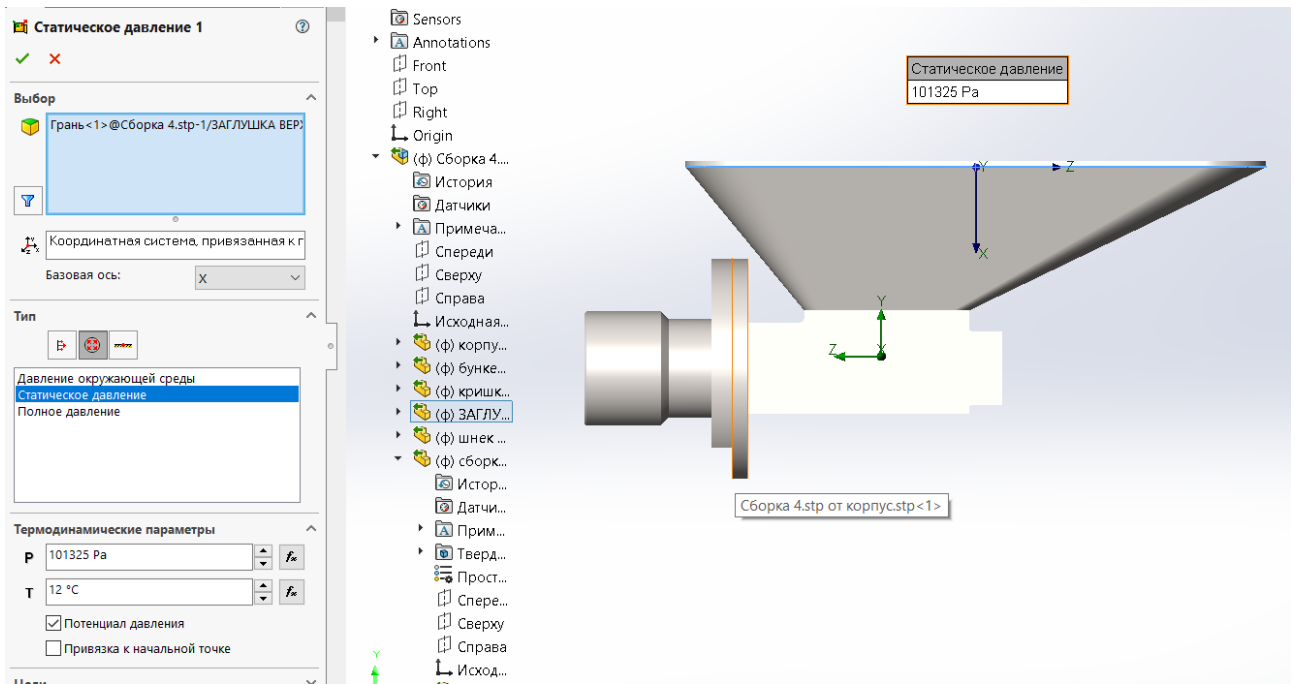 Статическое давление 1
Выбор
Грань<1>@Сборка 4.stp-1/ЗАГЛУШКА ВЕР
Координатная система, привязанная к г
Базовая ось:
X
Тип
Давление окружающей среды
Статическое давление
Полное давление
Термодинамические параметры
P
101325 Pa
T
12 °C
Потенциал давления
Привязка к начальной точке
Sensors
Annotations
Front
Top
Right
Origin
(ф) Сборка 4....
История
Датчики
Примеча...
Спереди
Сверху
Справа
Исходная...
(ф) корпу...
(ф) бунке...
(ф) кришк...
(ф) ЗАГЛУ...
(ф) шнек ...
(ф) сборк...
Истор...
Датчи...
Прим...
Тверд...
Прост...
Спере...
Сверху
Справа
Исход...
Y
Статическое давление
101325 Pa
Y
Z
X
Y
Z
X
Сборка 4.stp от корпус.stp<1>